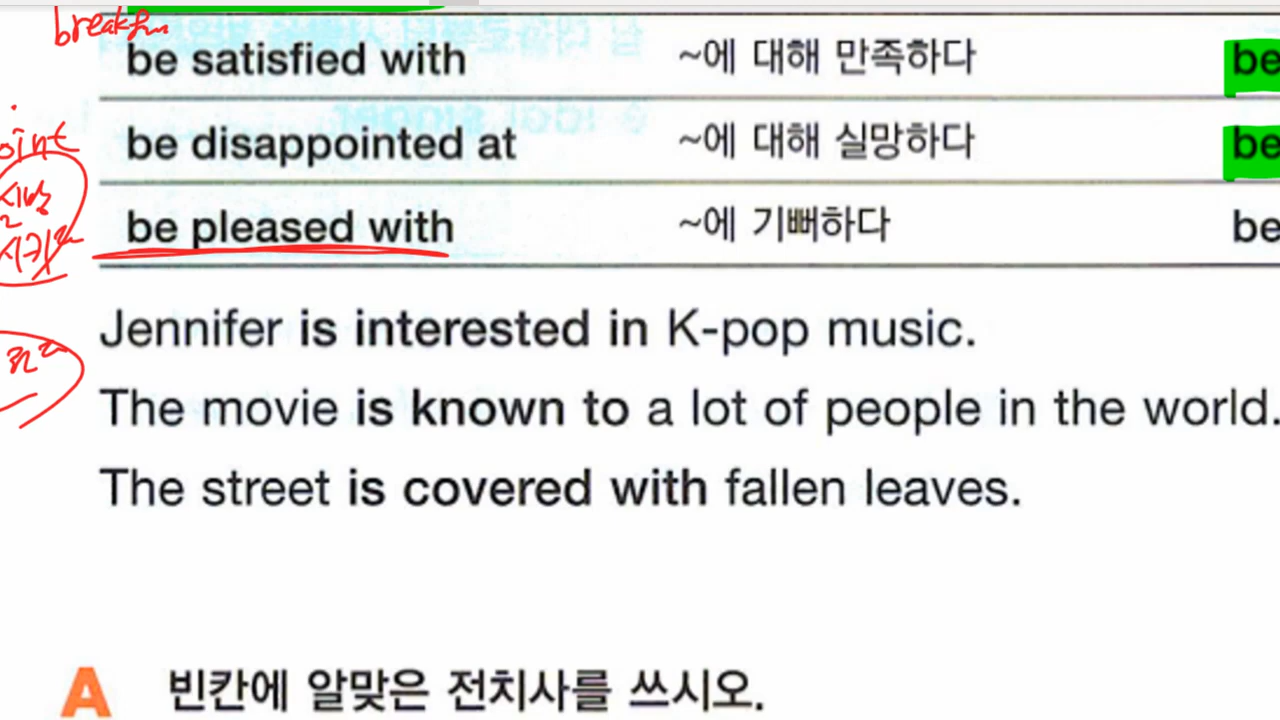 be satisfied with ~에 대해 만족하다 be
be disappointed at ~에 대해 실망하다 be
be pleased with ~에 기뻐하다 be
Jennifer is interested in K-pop music.
The movie is known to a lot of people in the world.
The street is covered with fallen leaves.
A 빈칸에 알맞은 전치사를 쓰시오.